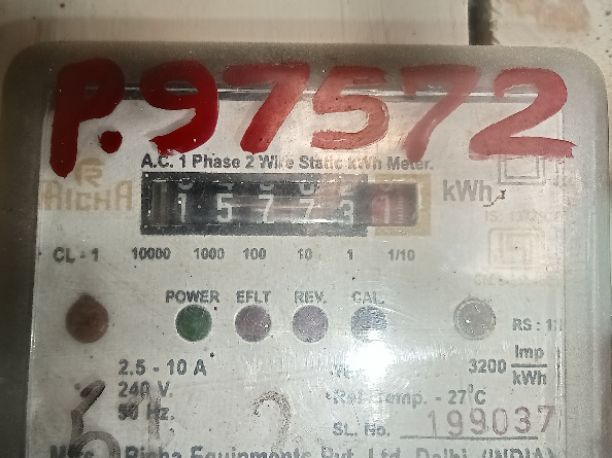 P.97572
A.C. 1 Phase 2 Wire Static kWh Meter.
RICHA
15773 1 kWh
CL - 1 10000 1000 100 10 1 1/10
POWER EFLT REV. CAL.
RS : 1:
2.5 - 10 A
3200 Imp/kWh
240 V.
Ref. Temp. - 27°C
50 Hz.
SL. No. 199037
Richa Equipments Pvt. Ltd. Delhi (INDIA)